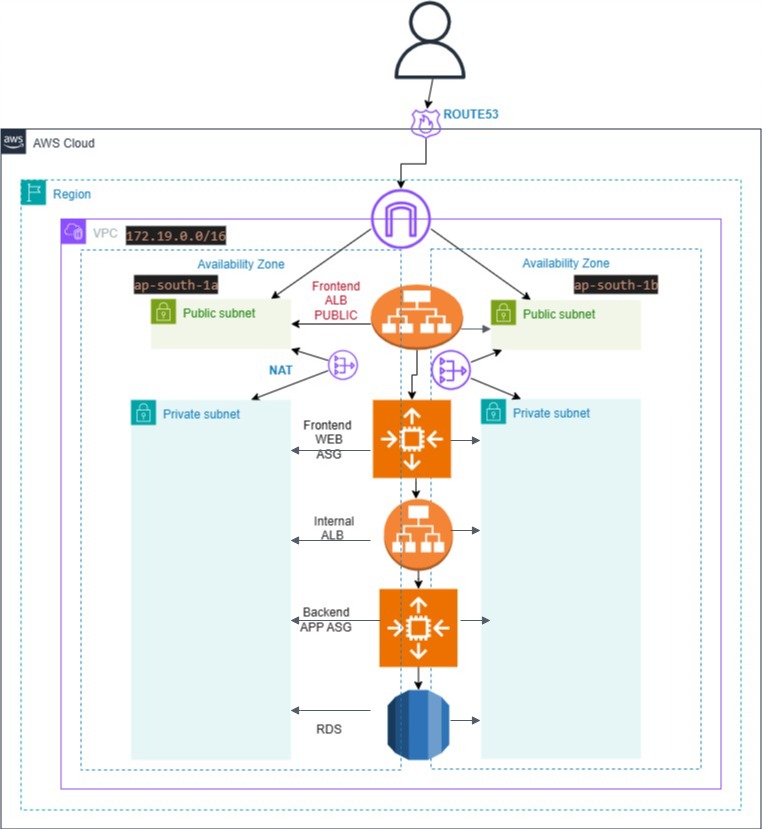 ROUTE53
aws
AWS Cloud
Region
VPC 172.19.0.0/16
Availability Zone
ap-south-1a
Availability Zone
ap-south-1b
Frontend
ALB
PUBLIC
Public subnet
Public subnet
NAT
Private subnet
Private subnet
Frontend
WEB
ASG
Internal
ALB
Backend
APP ASG
RDS